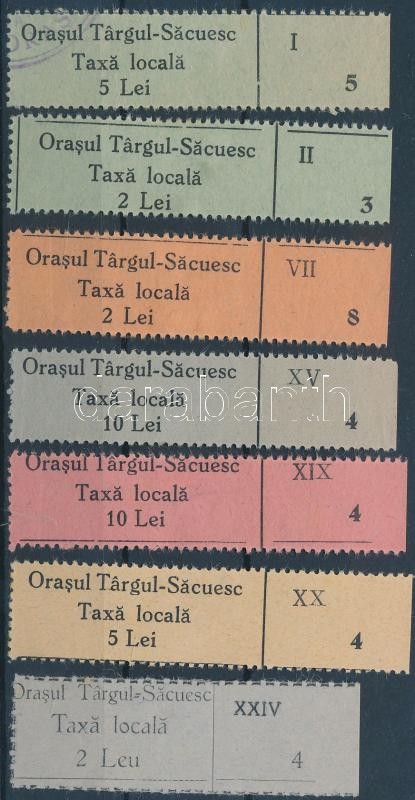 ORAȘ
Orașul Târgul-Săcuesc
Taxă locală
5 Lei
I
5
Orașul Târgul-Săcuesc
Taxă locală
2 Lei
II
3
Orașul Târgul-Săcuesc
Taxă locală
2 Lei
VII
8
Orașul Târgul-Săcuesc
Taxă locală
10 Lei
XV
4
darabanth
Orașul Târgul-Săcuesc
Taxă locală
10 Lei
XIX
4
Orașul Târgul-Săcuesc
Taxă locală
5 Lei
XX
4
Orașul Târgul-Săcuesc
Taxă locală
2 Leu
XXIV
4